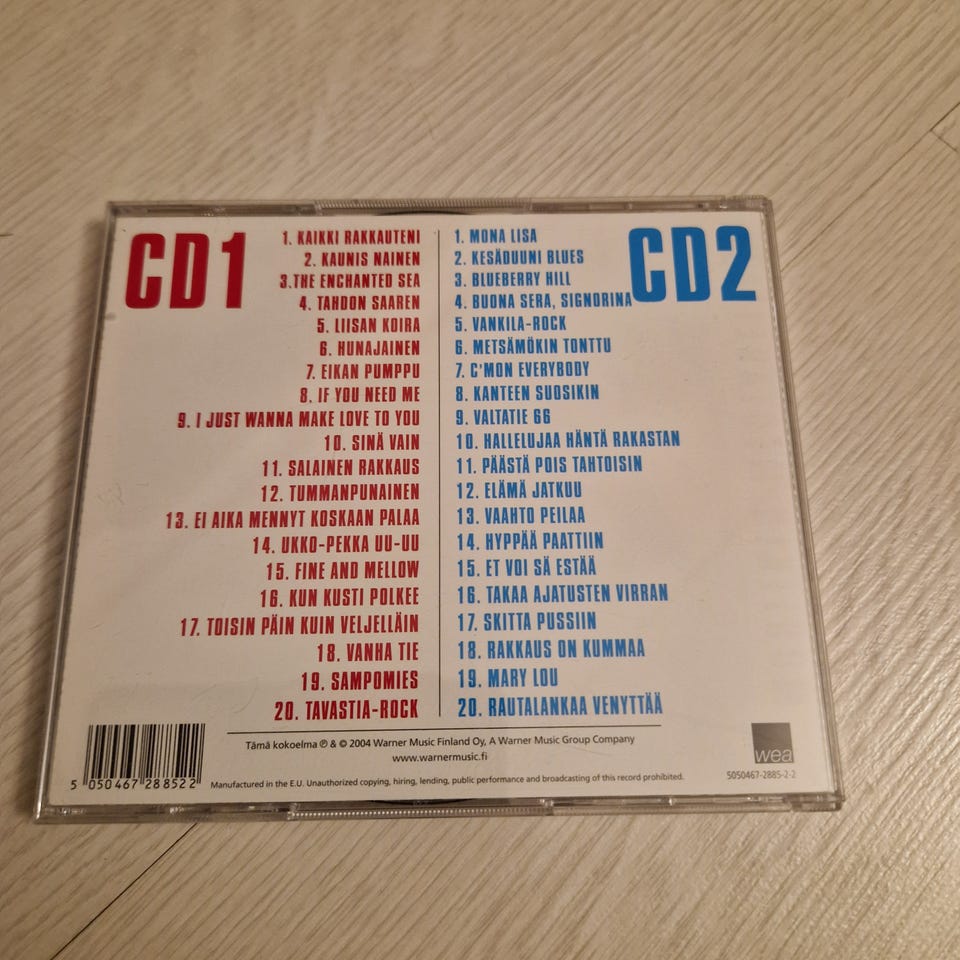 CD1
1. KAIKKI RAKKAUTENI
2. KAUNIS NAINEN
3.THE ENCHANTED SEA
4. TAHDON SAAREN
5. LIISAN KOIRA
6. HUNAJAINEN
7. EIKAN PUMPPU
8. IF YOU NEED ME
9. I JUST WANNA MAKE LOVE TO YOU
10. SINÄ VAIN
11. SALAINEN RAKKAUS
12. TUMMANPUNAINEN
13. EI AIKA MENNYT KOSKAAN PALAA
14. UKKO-PEKKA UU-UU
15. FINE AND MELLOW
16. KUN KUSTI POLKEE
17. TOISIN PÄIN KUIN VELJELLÄIN
18. VANHA TIE
19. SAMPOMIES
20. TAVASTIA-ROCK
CD2
1. MONA LISA
2. KESÄDUUNI BLUES
3. BLUEBERRY HILL
4. BUONA SERA, SIGNORINA
5. VANKILA-ROCK
6. METSÄMÖKIN TONTTU
7. C'MON EVERYBODY
8. KANTEEN SUOSIKIN
9. VALTATIE 66
10. HALLELUJAA HÄNTÄ RAKASTAN
11. PÄÄSTÄ POIS TAHTOISIN
12. ELÄMÄ JATKUU
13. VAAHTO PEILAA
14. HYPPÄÄ PAATTIIN
15. ET VOI SÄ ESTÄÄ
16. TAKAA AJATUSTEN VIRRAN
17. SKITTA PUSSIIN
18. RAKKAUS ON KUMMAA
19. MARY LOU
20. RAUTALANKAA VENYTTÄÄ
Tämä kokoelma ℗ & © 2004 Warner Music Finland Oy, A Warner Music Group Company
www.warnermusic.fi
Manufactured in the E.U. Unauthorized copying, hiring, lending, public performance and broadcasting of this record prohibited.
5 050467 288522
wea
5050467-2885-2-2